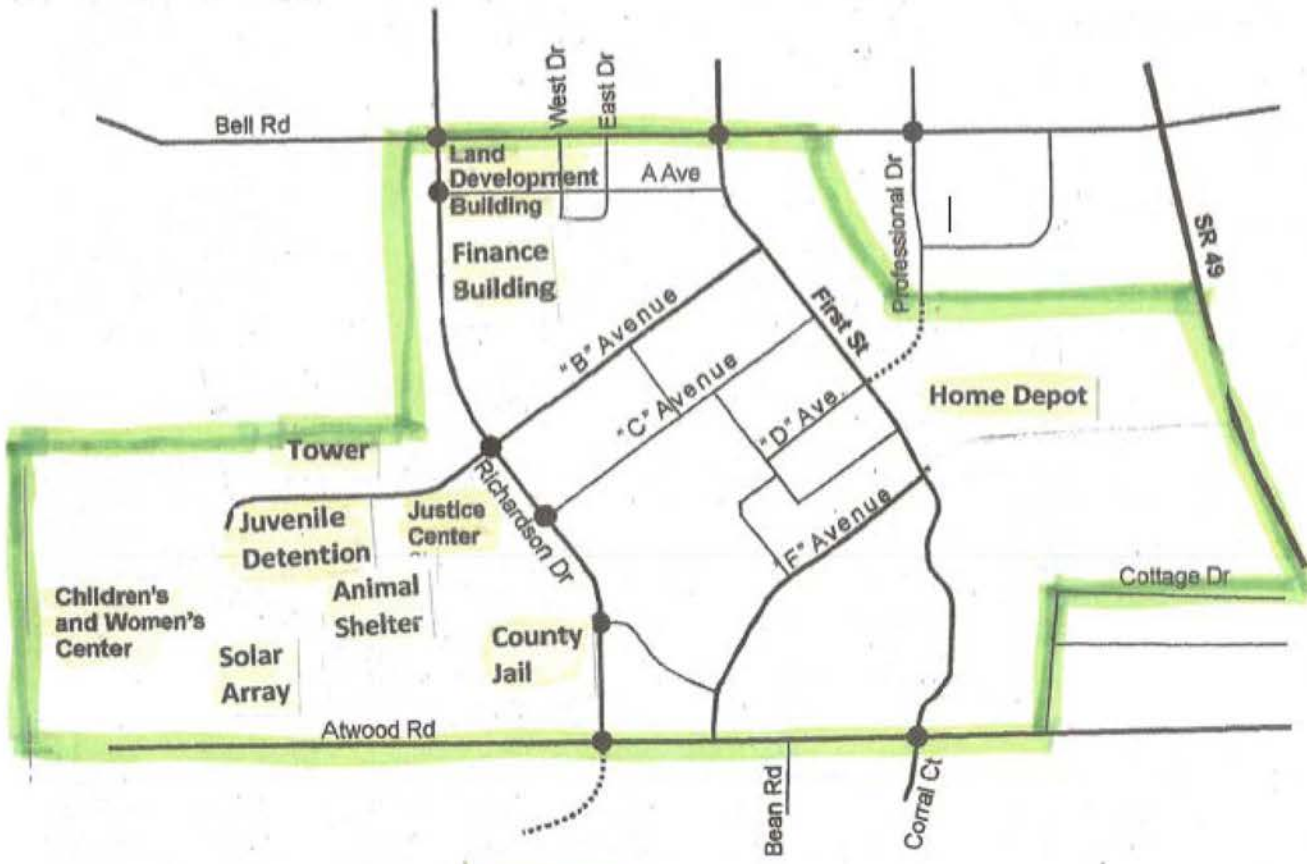 West Dr
East Dr
Bell Rd
Land
Development
Building
A Ave
Professional Dr
SR 49
Finance
Building
"B" Avenue
First St
"C" Avenue
"D" Ave.
Home Depot
Tower
Richardson Dr
Juvenile
Detention
Justice
Center
F" Avenue
Cottage Dr
Children's
and Women's
Center
Animal
Shelter
Solar
Array
County
Jail
Atwood Rd
Bean Rd
Corral Ct